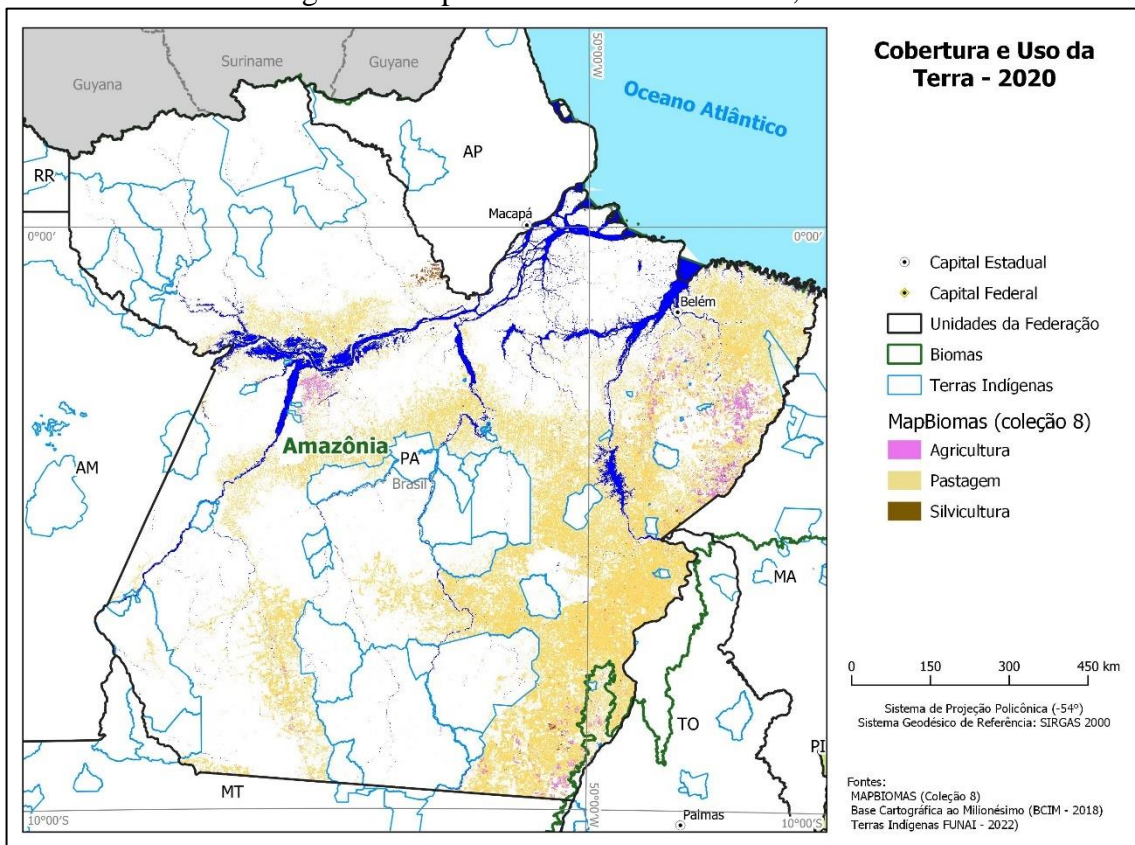 Cobertura e Uso da
Terra - 2020
Guyana
Suriname
Guyane
50°00'W
Oceano Atlântico
RR
AP
Macapá
0°00'
0°00'
Belém
Amazônia
PA
Brasil
AM
MA
TO
PI
MT
50°00'W
10°00'S
Palmas
10°00'S
Capital Estadual
Capital Federal
Unidades da Federação
Biomas
Terras Indígenas
MapBiomas (coleção 8)
Agricultura
Pastagem
Silvicultura
0 150 300 450 km
Sistema de Projeção Policônica (-54º)
Sistema Geodésico de Referência: SIRGAS 2000
Fontes:
MAPBIOMAS (Coleção 8)
Base Cartográfica ao Milionésimo (BCIM - 2018)
Terras Indígenas FUNAI - 2022)